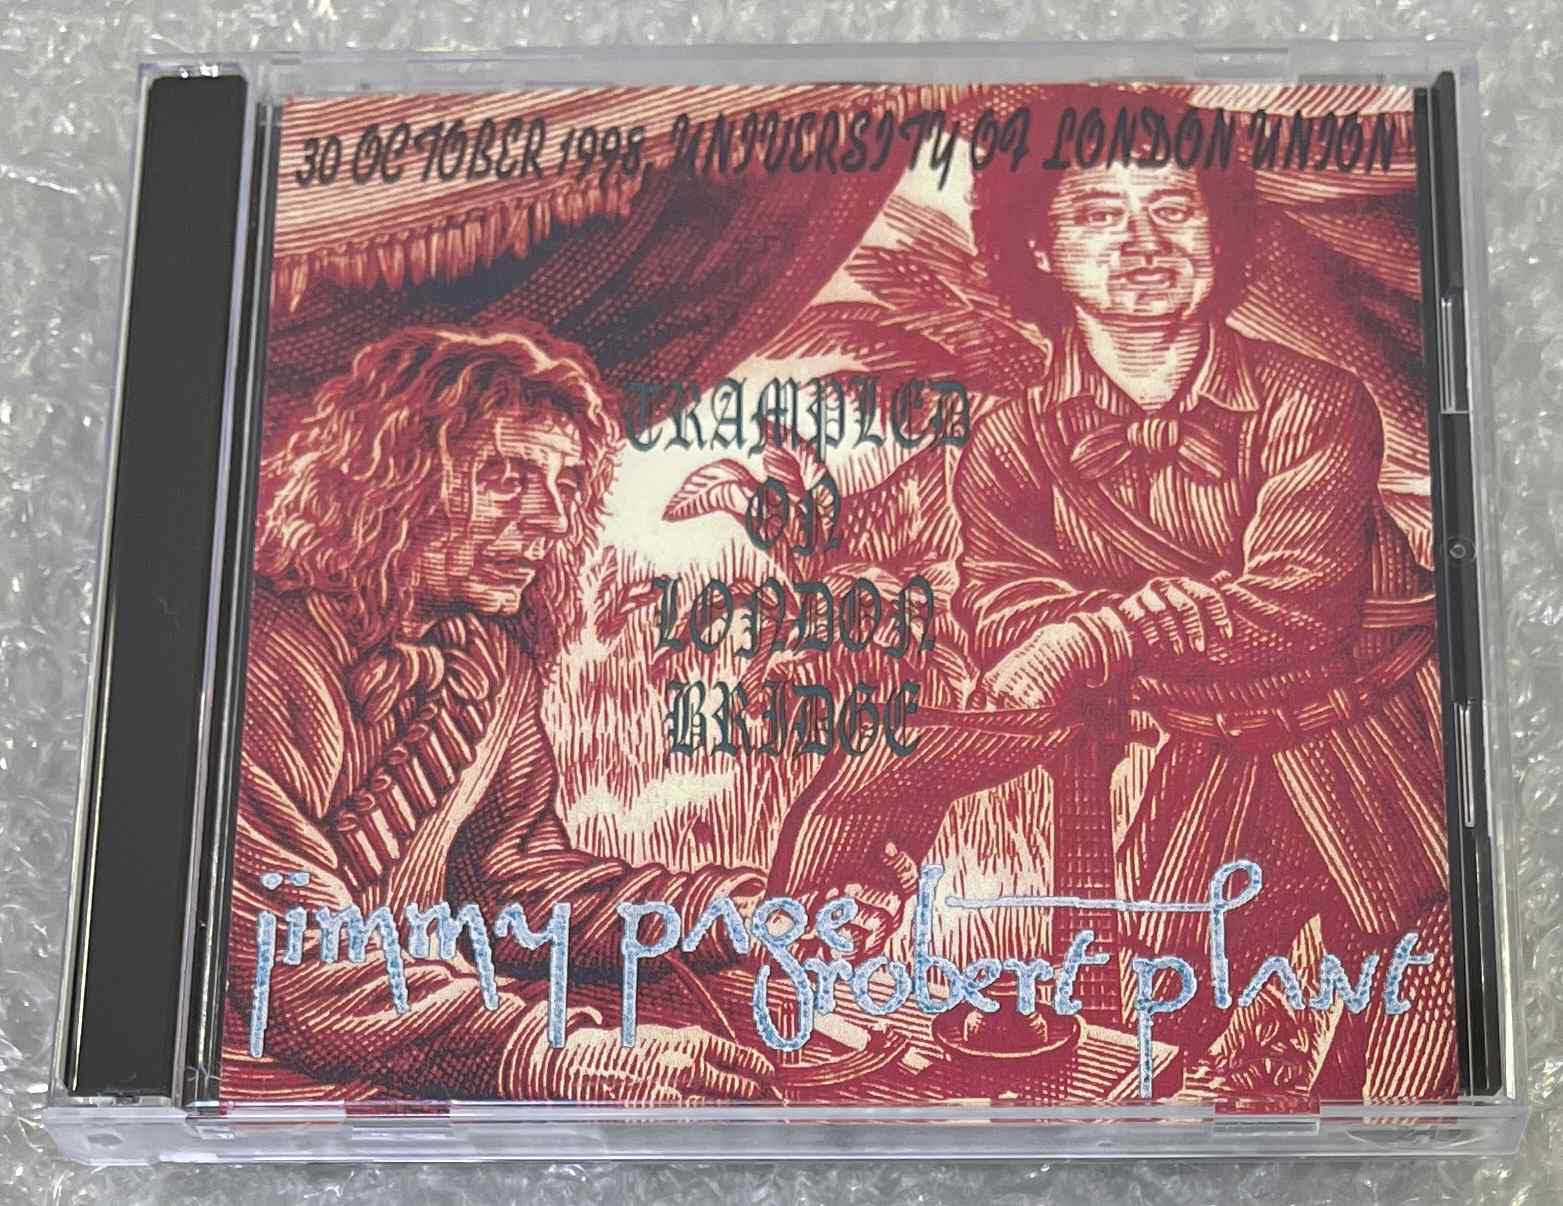 30 OCTOBER 1998, UNIVERSITY OF LONDON UNION
TRAMPLED
ON
LONDON
BRIDGE
jimmy page & robert plant